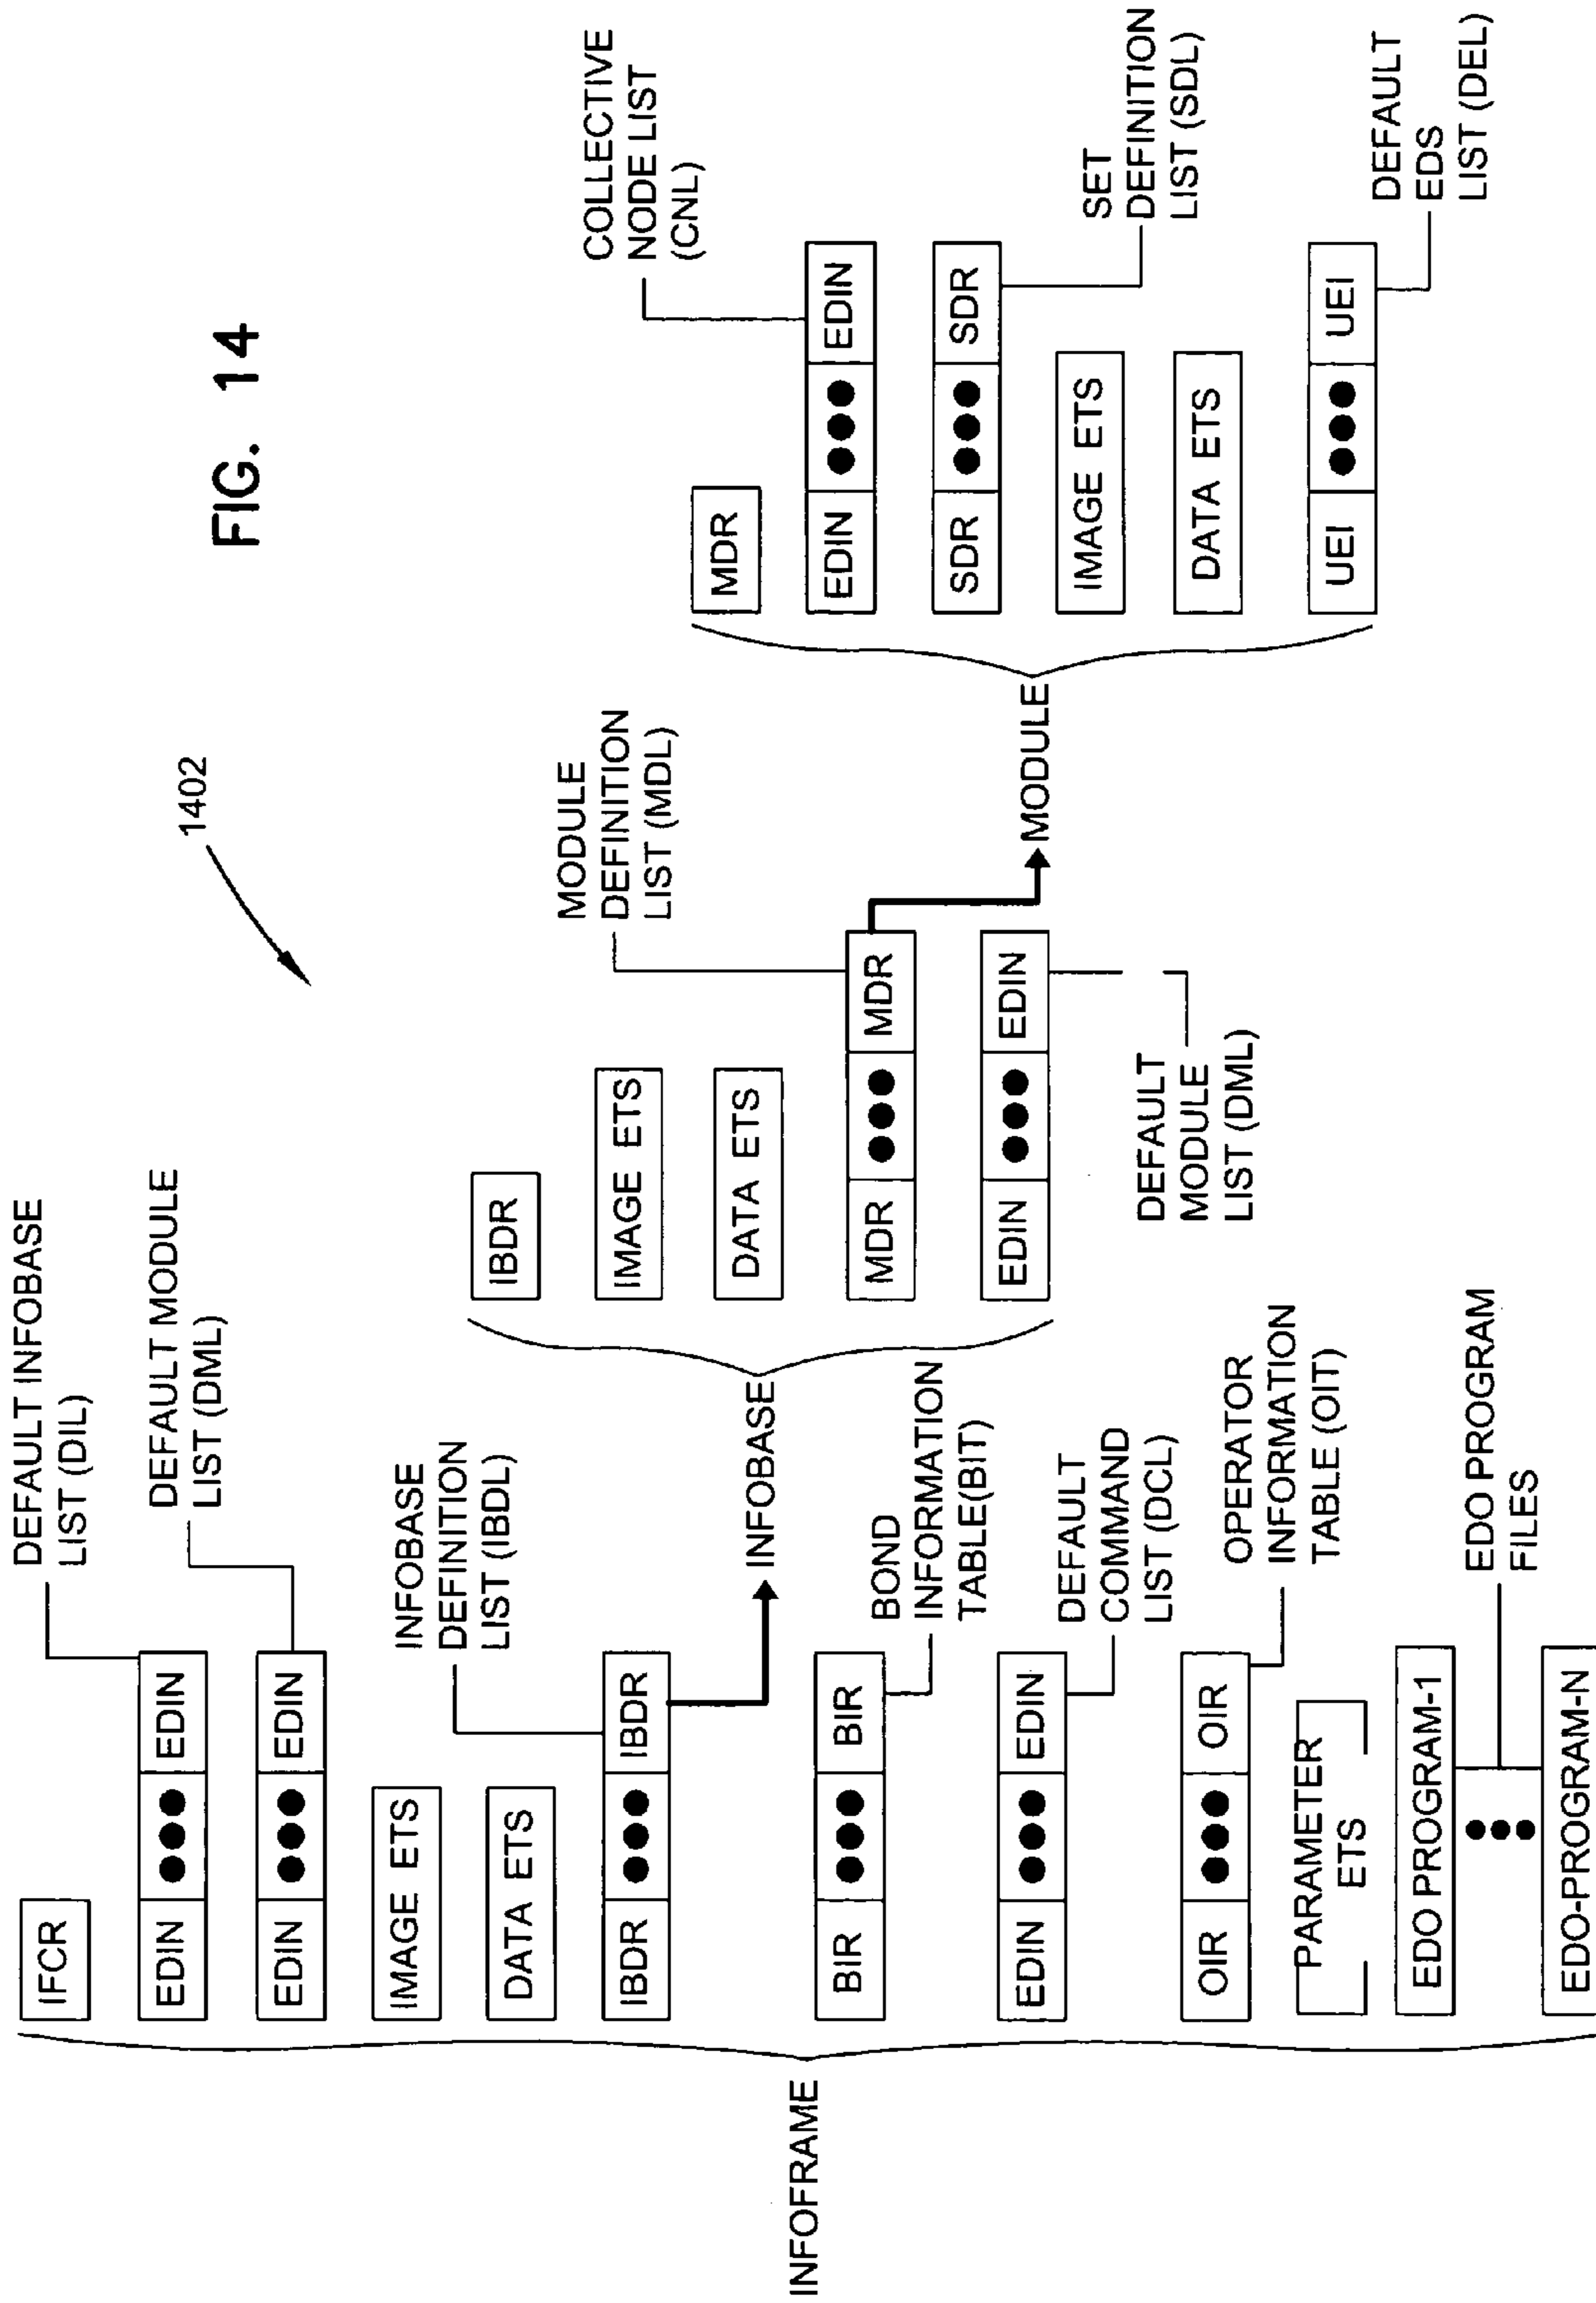 FIG. 14
1402
INFOFRAME
IFCR
DEFAULT INFOBASE
LIST (DIL)
EDIN EDIN
DEFAULT MODULE
LIST (DML)
EDIN EDIN
IMAGE ETS
DATA ETS
INFOBASE
DEFINITION
LIST (IBDL)
IBDR IBDR
BIR BIR
BOND
INFORMATION
TABLE(BIT)
EDIN EDIN
DEFAULT
COMMAND
LIST (DCL)
OIR OIR
OPERATOR
INFORMATION
TABLE (OIT)
PARAMETER
ETS
EDO PROGRAM-1
EDO-PROGRAM-N
EDO PROGRAM
FILES
INFOBASE
IBDR
IMAGE ETS
DATA ETS
MODULE
DEFINITION
LIST (MDL)
MDR MDR
EDIN EDIN
DEFAULT
MODULE
LIST (DML)
MODULE
MDR
COLLECTIVE
NODE LIST
(CNL)
EDIN EDIN
SDR SDR
SET
DEFINITION
LIST (SDL)
IMAGE ETS
DATA ETS
UEI UEI
DEFAULT
EDS
LIST (DEL)